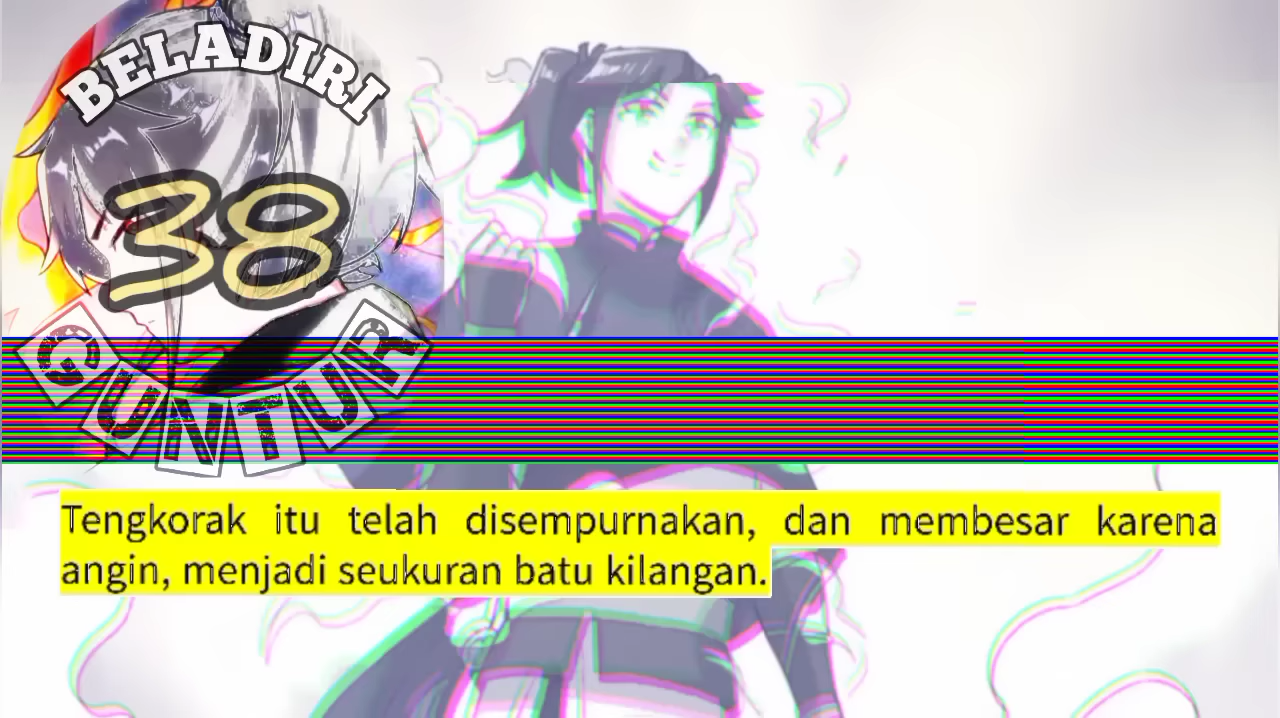 BELADIRI
38
GUNTUR
Tengkorak itu telah disempurnakan, dan membesar karena
angin, menjadi seukuran batu kilangan.